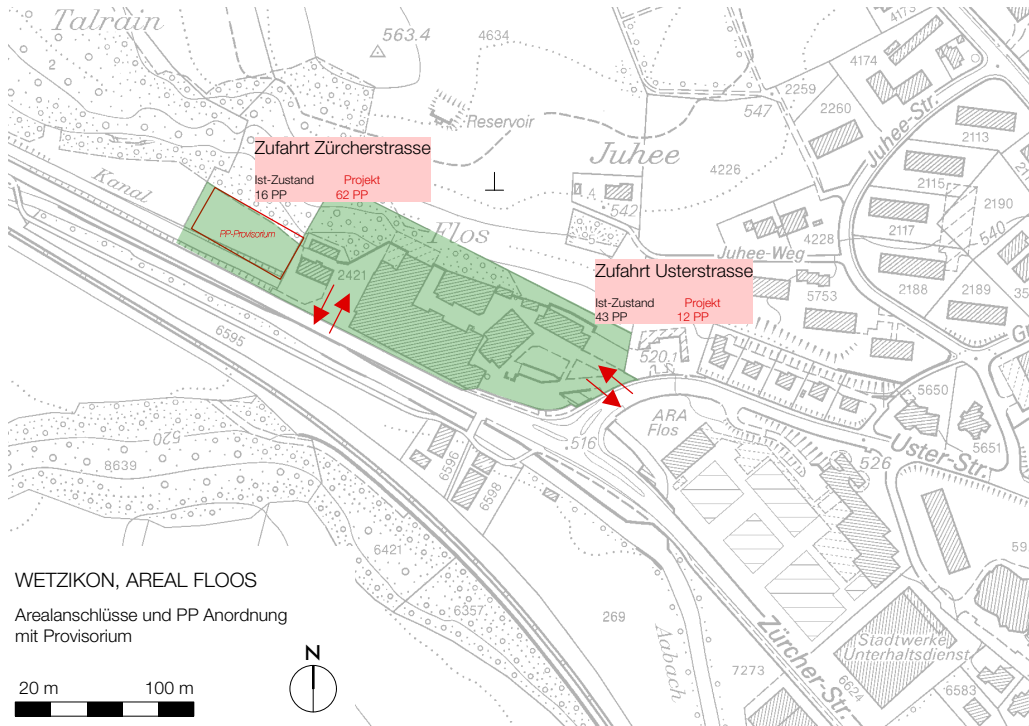 Talrain
563.4
4634
4173
4174
2
2259
547
2260
Reservoir
Juhee-Str.
2113
Zufahrt Zürcherstrasse
Juhee
4226
2115
Ist-Zustand Projekt
16 PP 62 PP
Kanal
4
542
2190
2117
540
PP-Provisorium
Flos
5
4228
Juhee-Weg
2421
Zufahrt Usterstrasse
5753
2188
2189
Ist-Zustand Projekt
43 PP 12 PP
6595
520.1
5650
ARA
Flos
516
5651
Uster-Str.
520
8639
6596
6598
526
6421
WETZIKON, AREAL FLOOS
Arealanschlüsse und PP Anordnung
mit Provisorium
6357
269
Aabach
Zürcher-Str.
Stadtwerke
Unterhaltsdienst
N
20 m 100 m
7273
6624
6583